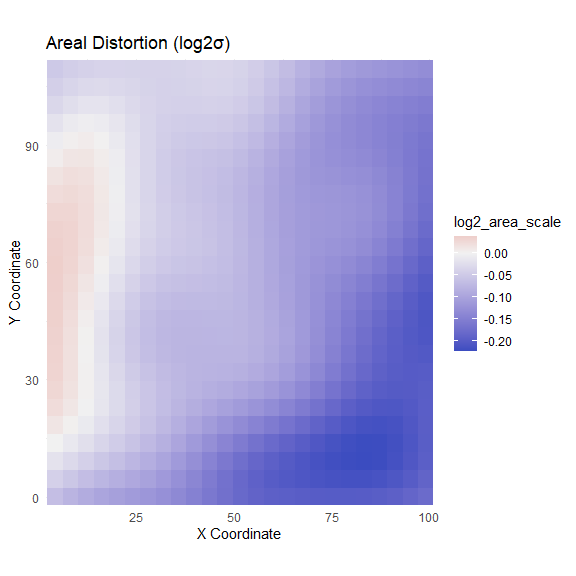 Areal Distortion (log2σ)
90
60
30
0
Y Coordinate
25 50 75 100
X Coordinate
log2_area_scale
0.00
-0.05
-0.10
-0.15
-0.20